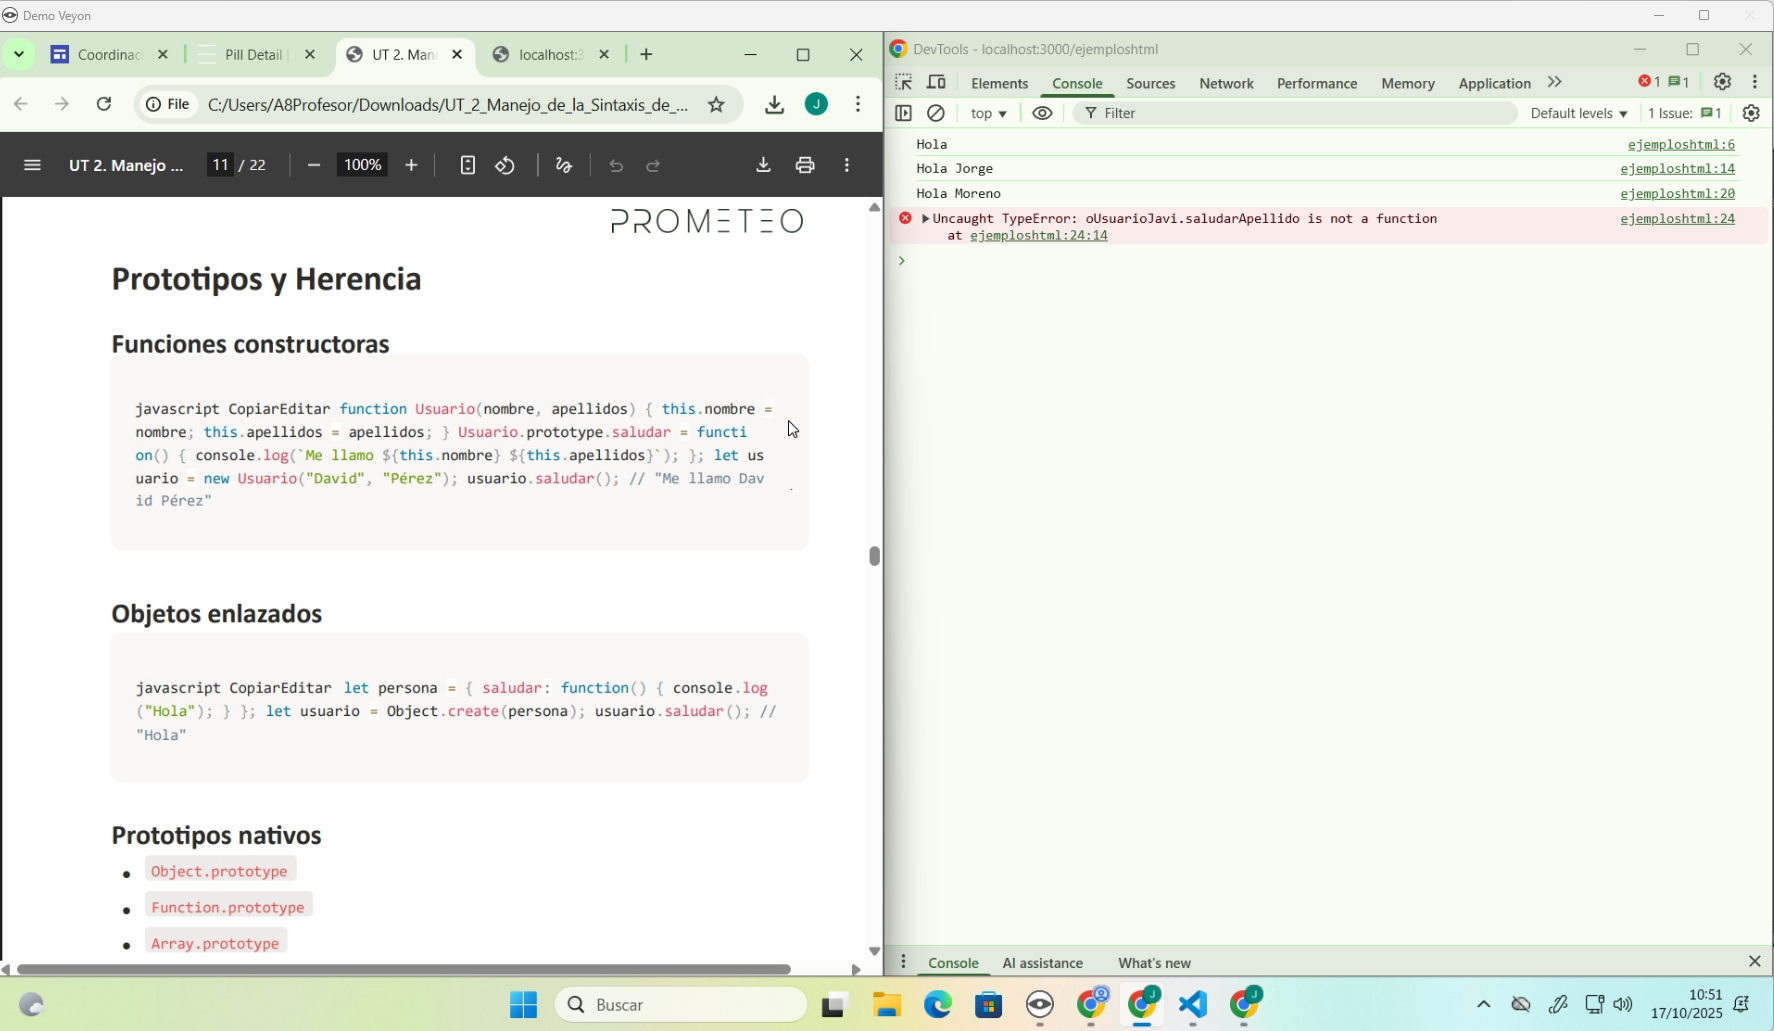 Demo Veyon
Coordinac
Pill Detail |
UT 2. Man
localhost:3
File
C:/Users/A8Profesor/Downloads/UT_2_Manejo_de_la_Sintaxis_de_...
J
UT 2. Manejo ...
11 / 22
100%
PROMETEO
Prototipos y Herencia
Funciones constructoras
javascript CopiarEditar function Usuario(nombre, apellidos) { this.nombre =
nombre; this.apellidos = apellidos; } Usuario.prototype.saludar = functi
on() { console.log(`Me llamo ${this.nombre} ${this.apellidos}`); }; let us
uario = new Usuario("David", "Pérez"); usuario.saludar(); // "Me llamo Dav
id Pérez"
Objetos enlazados
javascript CopiarEditar let persona = { saludar: function() { console.log
("Hola"); } }; let usuario = Object.create(persona); usuario.saludar(); //
"Hola"
Prototipos nativos
• Object.prototype
• Function.prototype
• Array.prototype
DevTools - localhost:3000/ejemploshtml
Elements Console Sources Network Performance Memory Application 1 1
top Filter Default levels 1 Issue: 1
Hola ejemploshtml:6
Hola Jorge ejemploshtml:14
Hola Moreno ejemploshtml:20
Uncaught TypeError: oUsuarioJavi.saludarApellido is not a function ejemploshtml:24
at ejemploshtml:24:14
Console AI assistance What's new
Buscar
J
J
10:51
17/10/2025